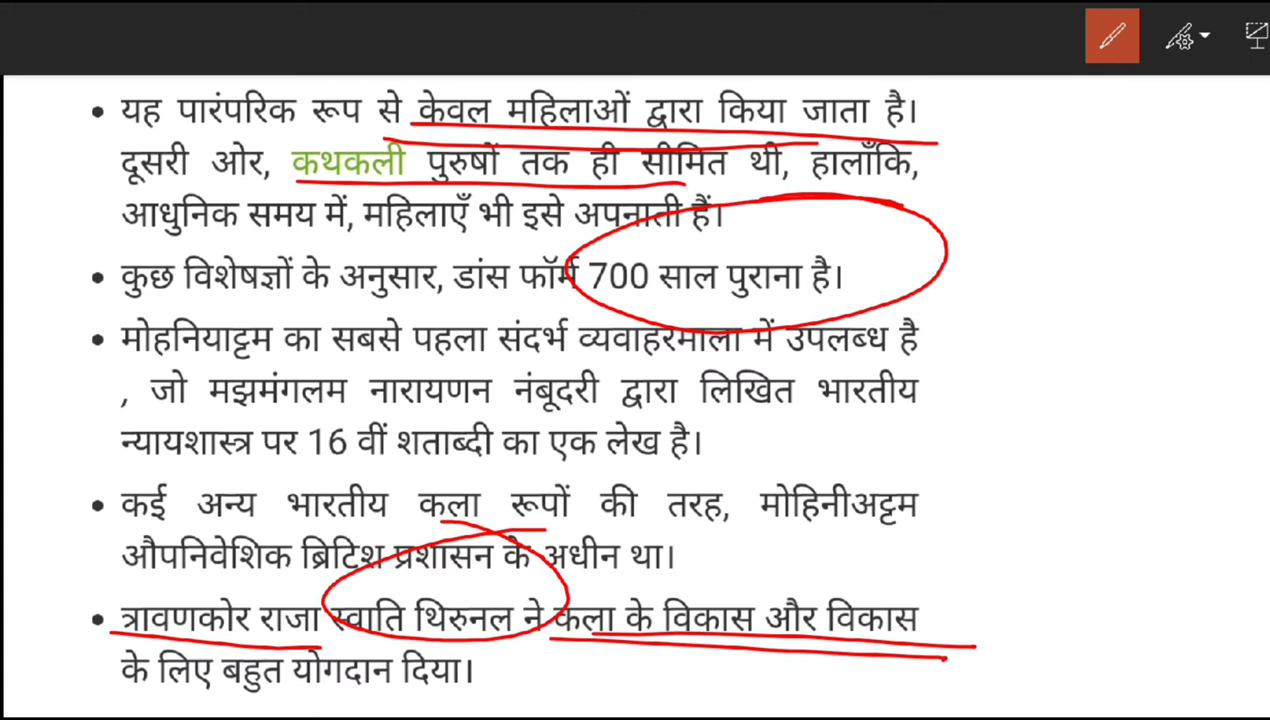 • यह पारंपरिक रूप से केवल महिलाओं द्वारा किया जाता है।
दूसरी ओर, कथकली पुरुषों तक ही सीमित थी, हालाँकि,
आधुनिक समय में, महिलाएँ भी इसे अपनाती हैं।
• कुछ विशेषज्ञों के अनुसार, डांस फॉर्म 700 साल पुराना है।
• मोहनियाट्टम का सबसे पहला संदर्भ व्यवाहरमाला में उपलब्ध है
, जो मझमंगलम नारायणन नंबूदरी द्वारा लिखित भारतीय
न्यायशास्त्र पर 16 वीं शताब्दी का एक लेख है।
• कई अन्य भारतीय कला रूपों की तरह, मोहिनीअट्टम
औपनिवेशिक ब्रिटिश प्रशासन के अधीन था।
• त्रावणकोर राजा स्वाति थिरुनल ने कला के विकास और विकास
के लिए बहुत योगदान दिया।